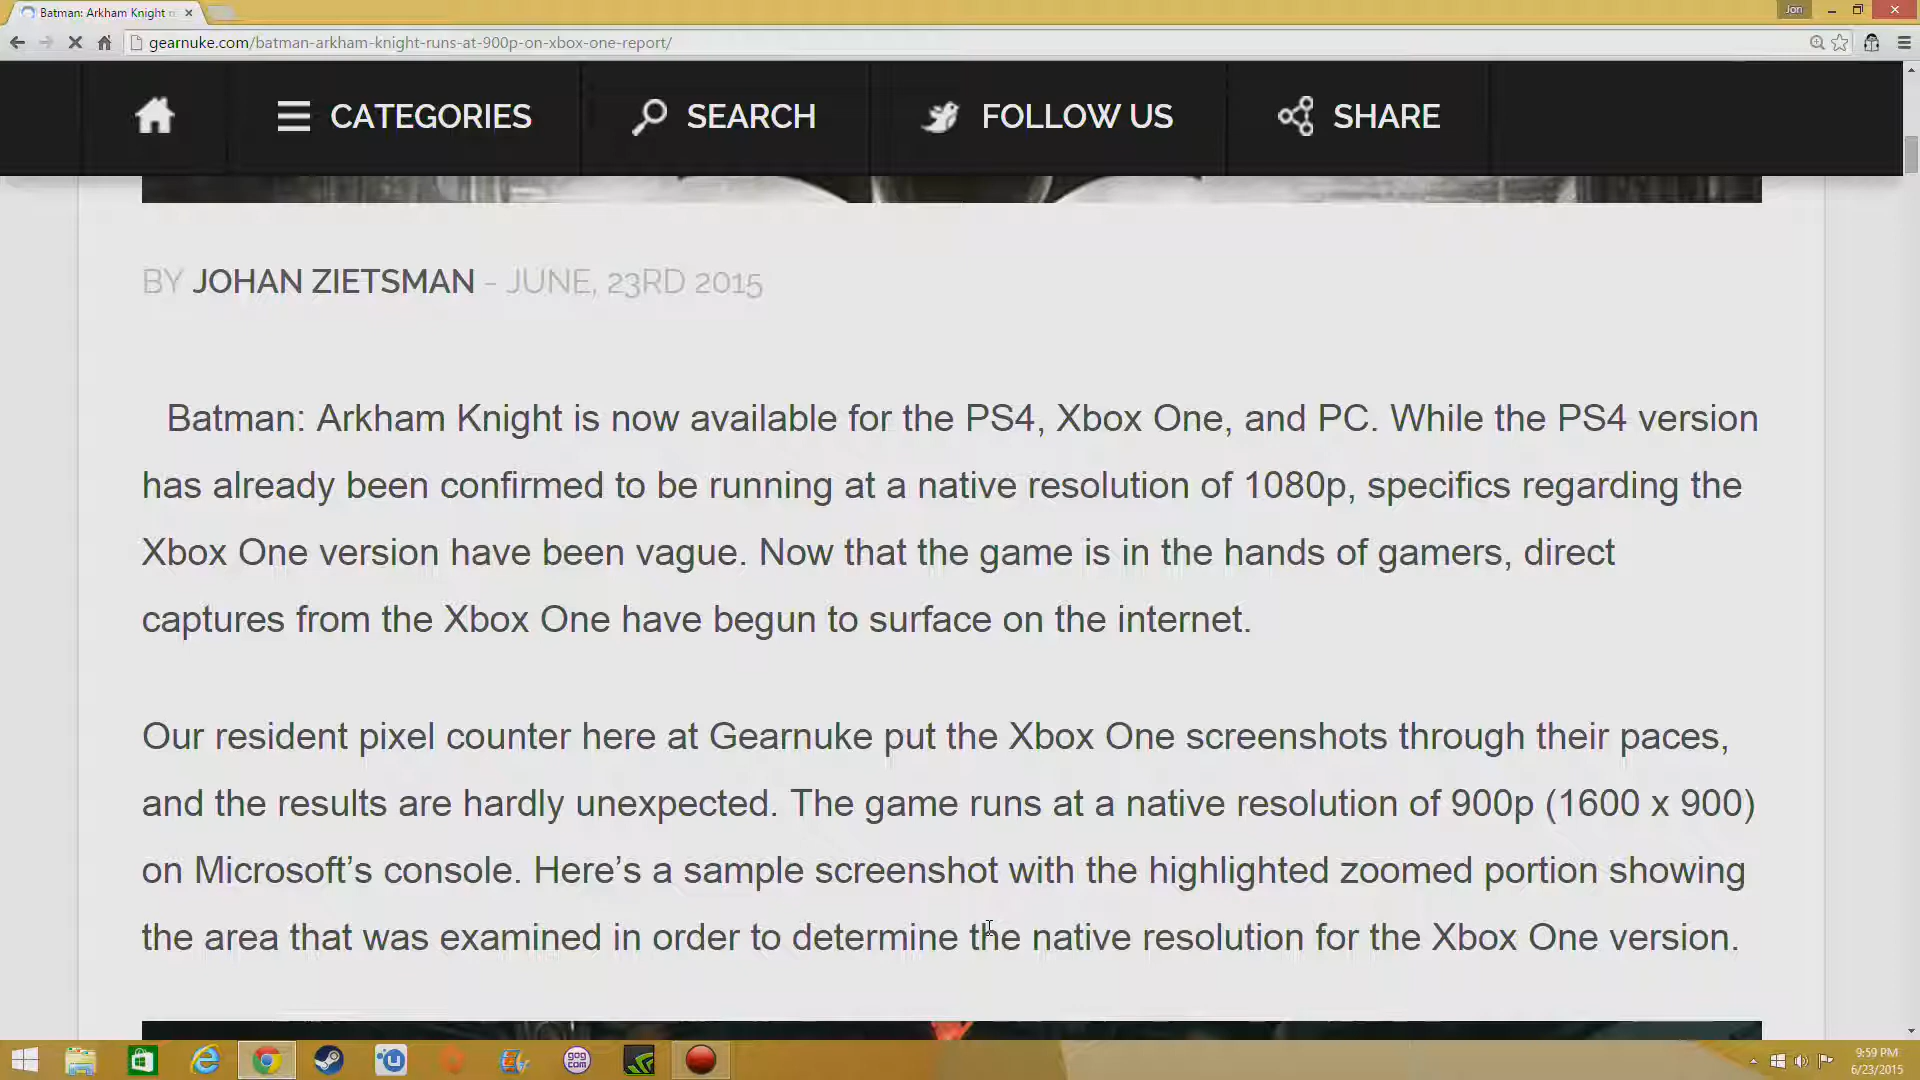 Batman: Arkham Knight
Jon
gearnuke.com/batman-arkham-knight-runs-at-900p-on-xbox-one-report/
CATEGORIES
SEARCH
FOLLOW US
SHARE
BY JOHAN ZIETSMAN - JUNE, 23RD 2015
Batman: Arkham Knight is now available for the PS4, Xbox One, and PC. While the PS4 version
has already been confirmed to be running at a native resolution of 1080p, specifics regarding the
Xbox One version have been vague. Now that the game is in the hands of gamers, direct
captures from the Xbox One have begun to surface on the internet.
Our resident pixel counter here at Gearnuke put the Xbox One screenshots through their paces,
and the results are hardly unexpected. The game runs at a native resolution of 900p (1600 x 900)
on Microsoft’s console. Here’s a sample screenshot with the highlighted zoomed portion showing
the area that was examined in order to determine the native resolution for the Xbox One version.
gog
com
9:59 PM
6/23/2015